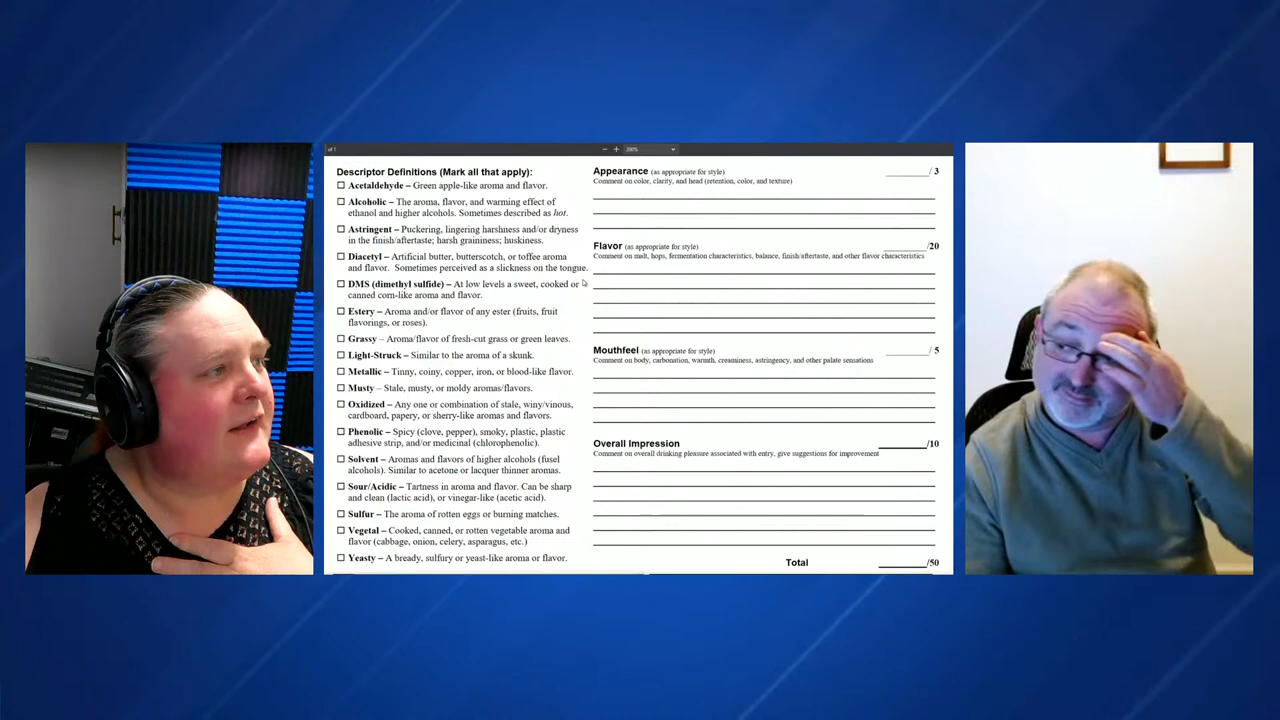 of 1
200%
Descriptor Definitions (Mark all that apply):
Acetaldehyde – Green apple-like aroma and flavor.
Alcoholic – The aroma, flavor, and warming effect of
ethanol and higher alcohols. Sometimes described as hot.
Astringent – Puckering, lingering harshness and/or dryness
in the finish/aftertaste; harsh graininess; huskiness.
Diacetyl – Artificial butter, butterscotch, or toffee aroma
and flavor. Sometimes perceived as a slickness on the tongue.
DMS (dimethyl sulfide) – At low levels a sweet, cooked or
canned corn-like aroma and flavor.
Estery – Aroma and/or flavor of any ester (fruits, fruit
flavorings, or roses).
Grassy – Aroma/flavor of fresh-cut grass or green leaves.
Light-Struck – Similar to the aroma of a skunk.
Metallic – Tinny, coiny, copper, iron, or blood-like flavor.
Musty – Stale, musty, or moldy aromas/flavors.
Oxidized – Any one or combination of stale, winy/vinous,
cardboard, papery, or sherry-like aromas and flavors.
Phenolic – Spicy (clove, pepper), smoky, plastic, plastic
adhesive strip, and/or medicinal (chlorophenolic).
Solvent – Aromas and flavors of higher alcohols (fusel
alcohols). Similar to acetone or lacquer thinner aromas.
Sour/Acidic – Tartness in aroma and flavor. Can be sharp
and clean (lactic acid), or vinegar-like (acetic acid).
Sulfur – The aroma of rotten eggs or burning matches.
Vegetal – Cooked, canned, or rotten vegetable aroma and
flavor (cabbage, onion, celery, asparagus, etc.)
Yeasty – A bready, sulfury or yeast-like aroma or flavor.
Appearance (as appropriate for style) / 3
Comment on color, clarity, and head (retention, color, and texture)
Flavor (as appropriate for style) /20
Comment on malt, hops, fermentation characteristics, balance, finish/aftertaste, and other flavor characteristics
Mouthfeel (as appropriate for style) / 5
Comment on body, carbonation, warmth, creaminess, astringency, and other palate sensations
Overall Impression /10
Comment on overall drinking pleasure associated with entry, give suggestions for improvement
Total /50